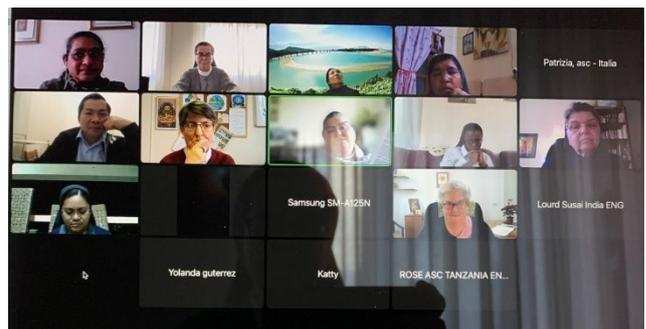 Patrizia, asc - Italia
Samsung SM-A125N
Lourd Susai India ENG
Yolanda guterrez
Katty
ROSE ASC TANZANIA EN...